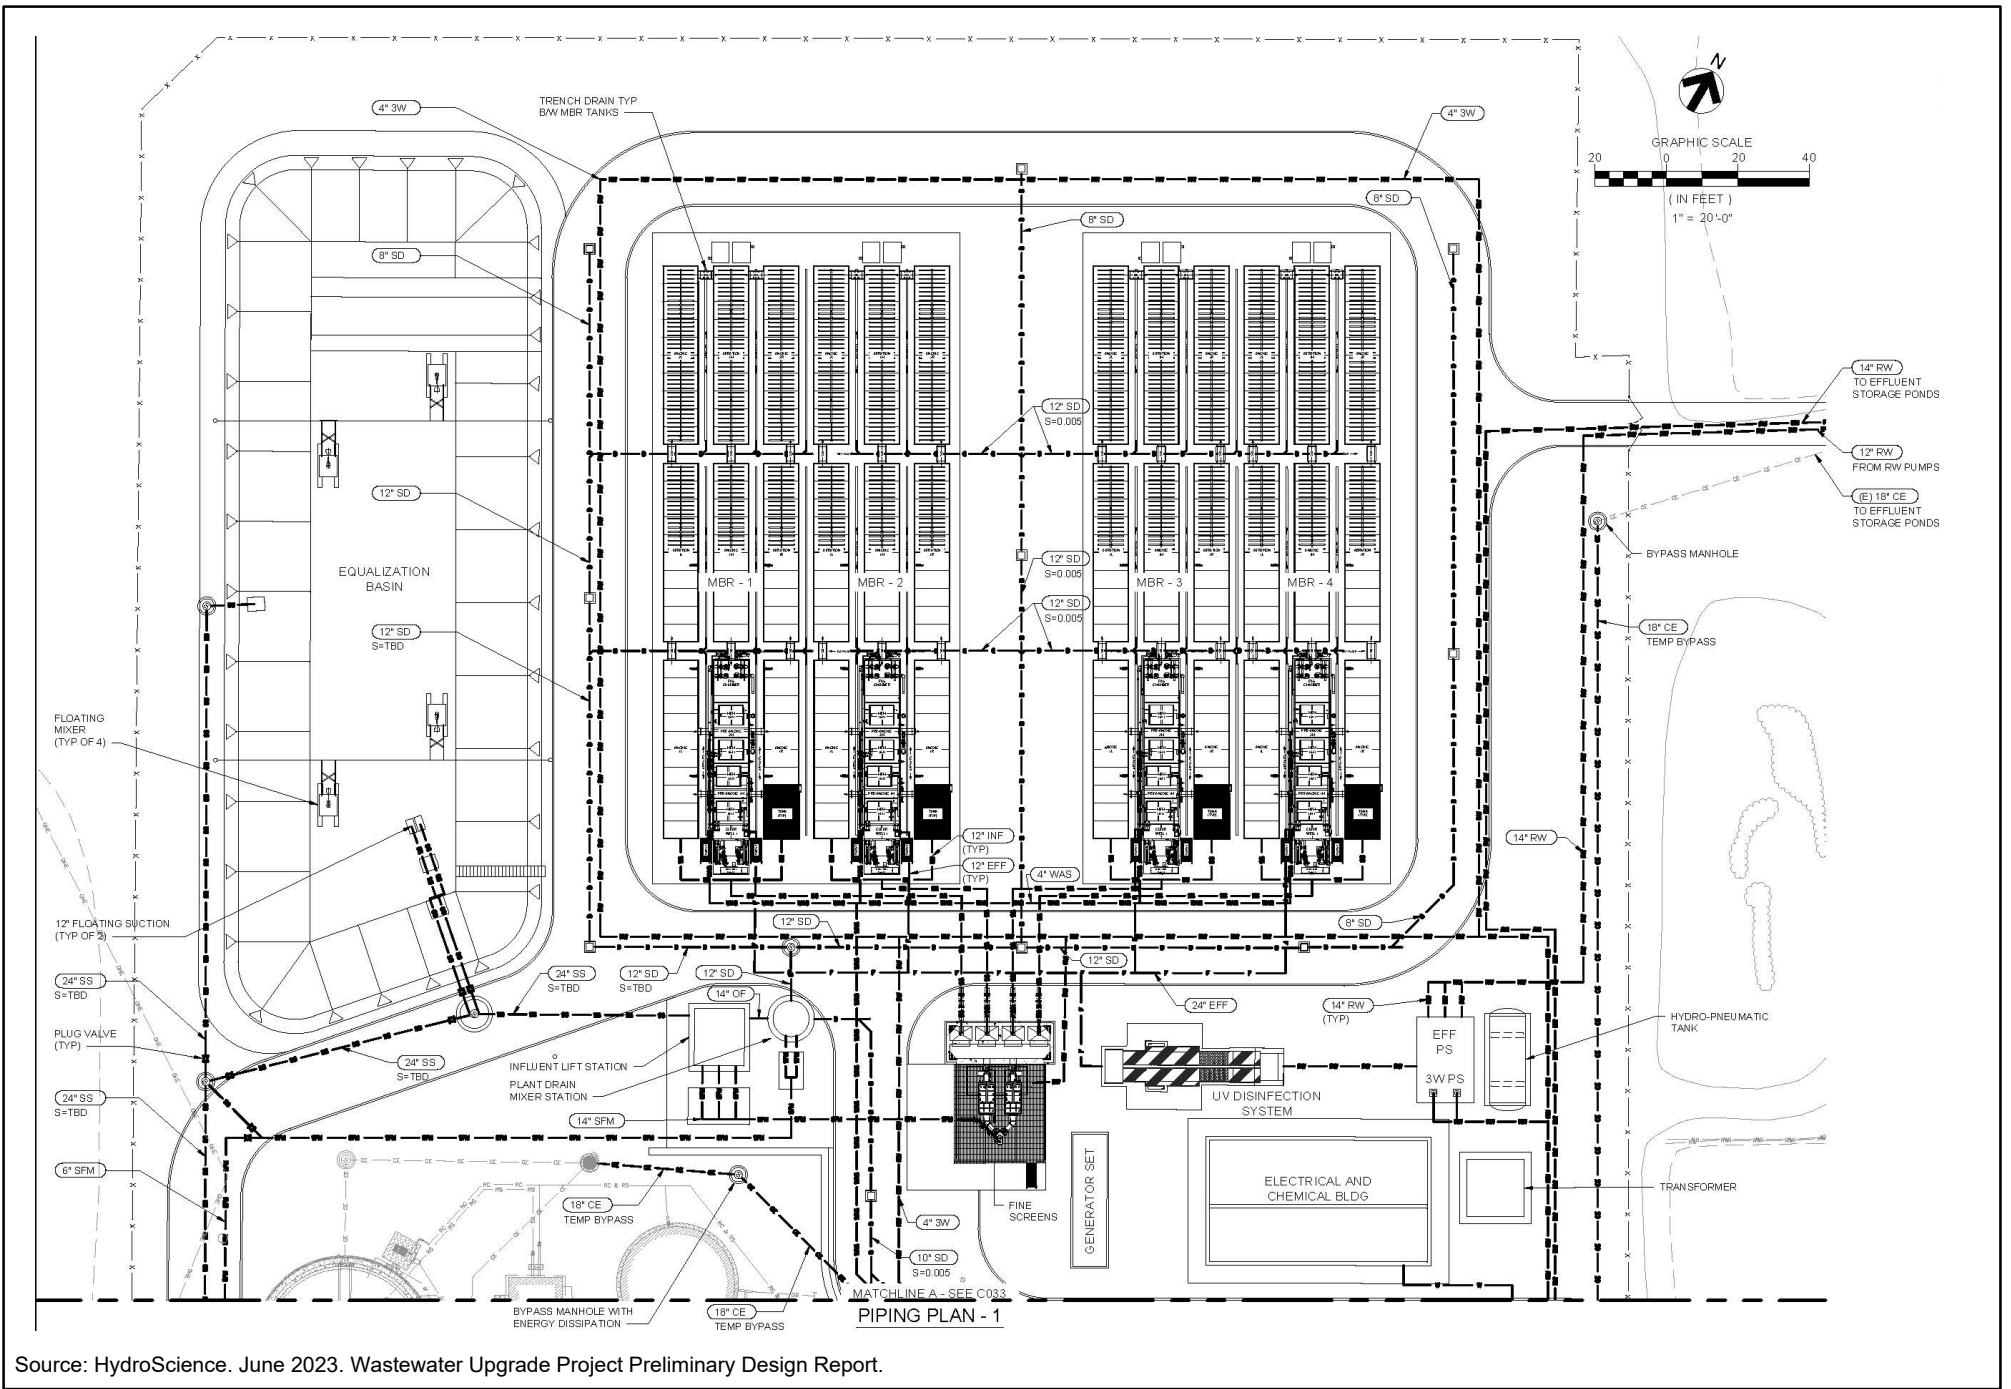 4" 3W
TRENCH DRAIN TYP
B/W MBR TANKS
4" 3W
N
GRAPHIC SCALE
20 0 20 40
( IN FEET )
1" = 20'-0"
8" SD
8" SD
8" SD
14" RW
TO EFFLUENT
STORAGE PONDS
12" SD
S=0.005
12" RW
FROM RW PUMPS
12" SD
(E) 18" CE
TO EFFLUENT
STORAGE PONDS
BYPASS MANHOLE
EQUALIZATION
BASIN
MBR - 1
MBR - 2
12" SD
S=0.005
MBR - 3
MBR - 4
12" SD
S=0.005
12" SD
S=TBD
18" CE
TEMP BYPASS
FLOATING
MIXER
(TYP OF 4)
12" INF
(TYP)
12" EFF
(TYP)
4" WAS
14" RW
12" FLOATING SUCTION
(TYP OF 2)
12" SD
8" SD
24" SS
S=TBD
24" SS
S=TBD
12" SD
S=TBD
12" SD
12" SD
14" OF
24" EFF
14" RW
(TYP)
PLUG VALVE
(TYP)
HYDRO-PNEUMATIC
TANK
EFF
PS
3W PS
24" SS
S=TBD
INFLUENT LIFT STATION
PLANT DRAIN
MIXER STATION
UV DISINFECTION
SYSTEM
24" SS
S=TBD
14" SFM
6" SFM
GENERATOR SET
ELECTRICAL AND
CHEMICAL BLDG
TRANSFORMER
18" CE
TEMP BYPASS
FINE
SCREENS
4" 3W
10" SD
S=0.005
BYPASS MANHOLE WITH
ENERGY DISSIPATION
18" CE
TEMP BYPASS
MATCHLINE A - SEE C033
PIPING PLAN - 1
Source: HydroScience. June 2023. Wastewater Upgrade Project Preliminary Design Report.